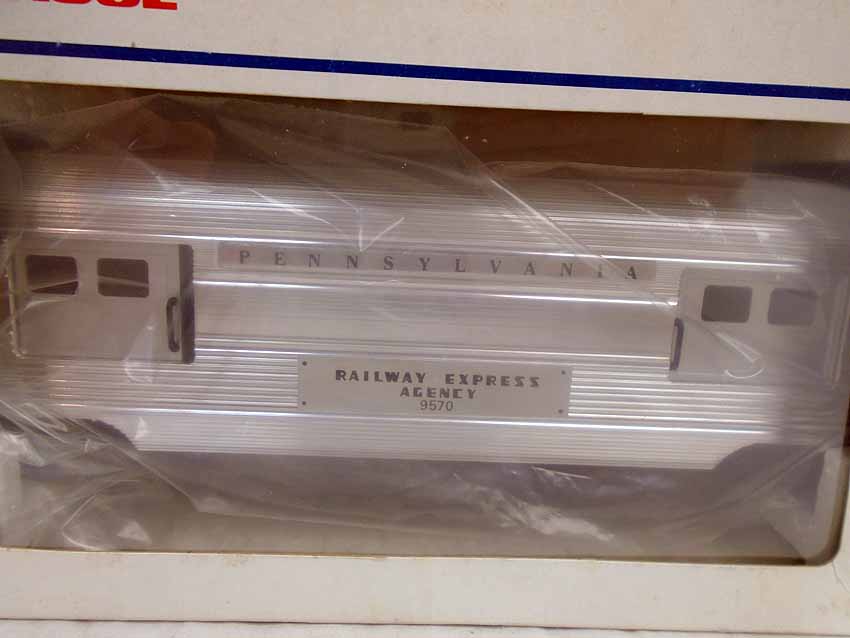 PENNSYLVANIA
RAILWAY EXPRESS
AGENCY
9570